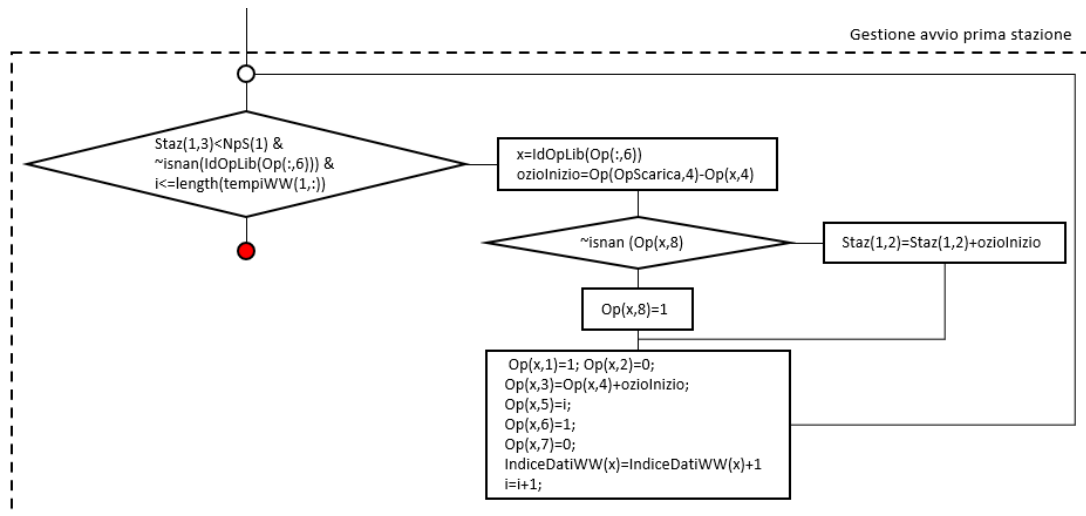 Gestione avvio prima stazione
Staz(1,3)<NpS(1) &
~isnan(IdOpLib(Op(:,6))) &
i<=length(tempiWW(1,:))
x=IdOpLib(Op(:,6))
ozioInizio=Op(OpScarica,4)-Op(x,4)
~isnan (Op(x,8)
Staz(1,2)=Staz(1,2)+ozioInizio
Op(x,8)=1
Op(x,1)=1; Op(x,2)=0;
Op(x,3)=Op(x,4)+ozioInizio;
Op(x,5)=i;
Op(x,6)=1;
Op(x,7)=0;
IndiceDatiWW(x)=IndiceDatiWW(x)+1
i=i+1;